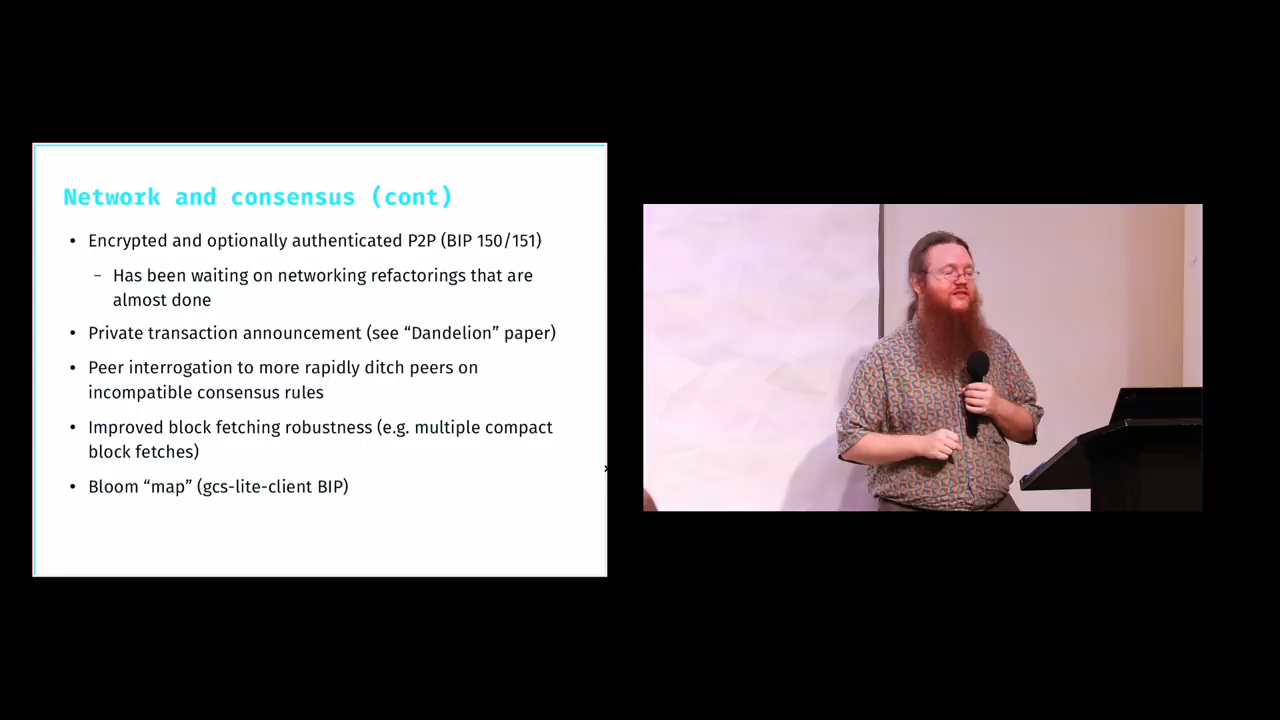 Network and consensus (cont)
• Encrypted and optionally authenticated P2P (BIP 150/151)
– Has been waiting on networking refactorings that are
almost done
• Private transaction announcement (see “Dandelion” paper)
• Peer interrogation to more rapidly ditch peers on
incompatible consensus rules
• Improved block fetching robustness (e.g. multiple compact
block fetches)
• Bloom “map” (gcs-lite-client BIP)